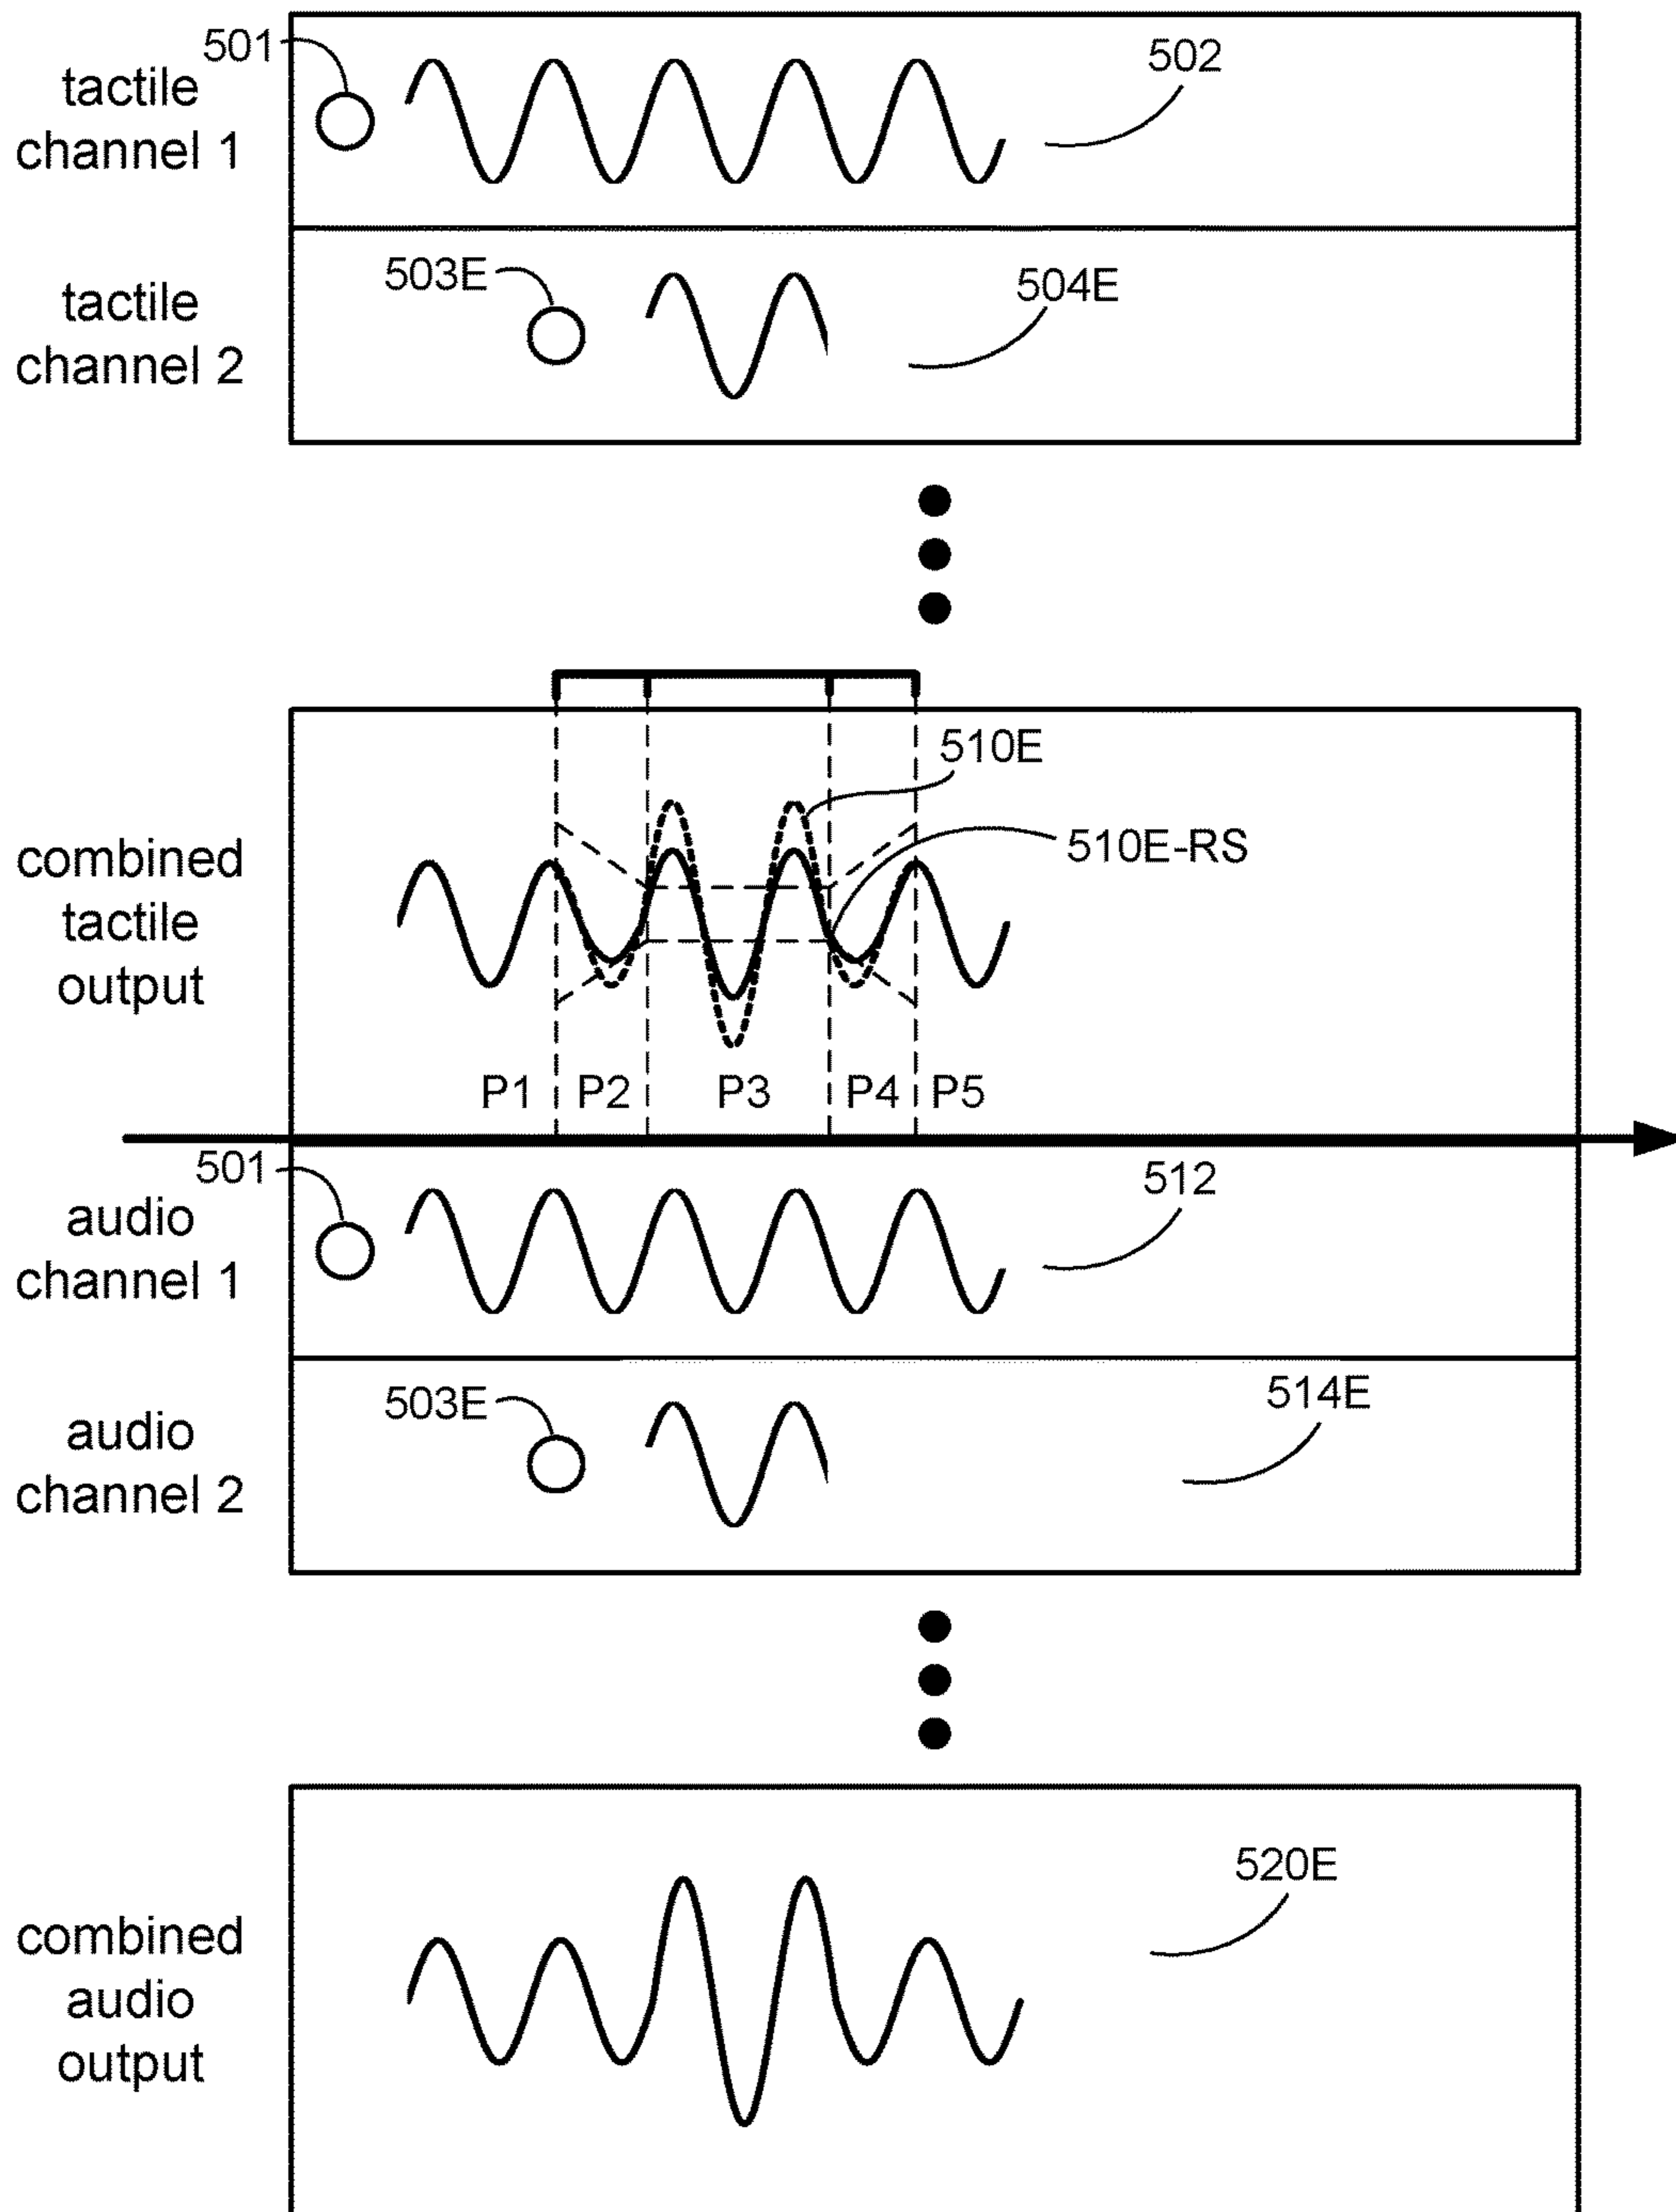 501
tactile
channel 1
502
503E
tactile
channel 2
504E
510E
510E-RS
combined
tactile
output
P1 P2 P3 P4 P5
501
audio
channel 1
512
503E
audio
channel 2
514E
520E
combined
audio
output